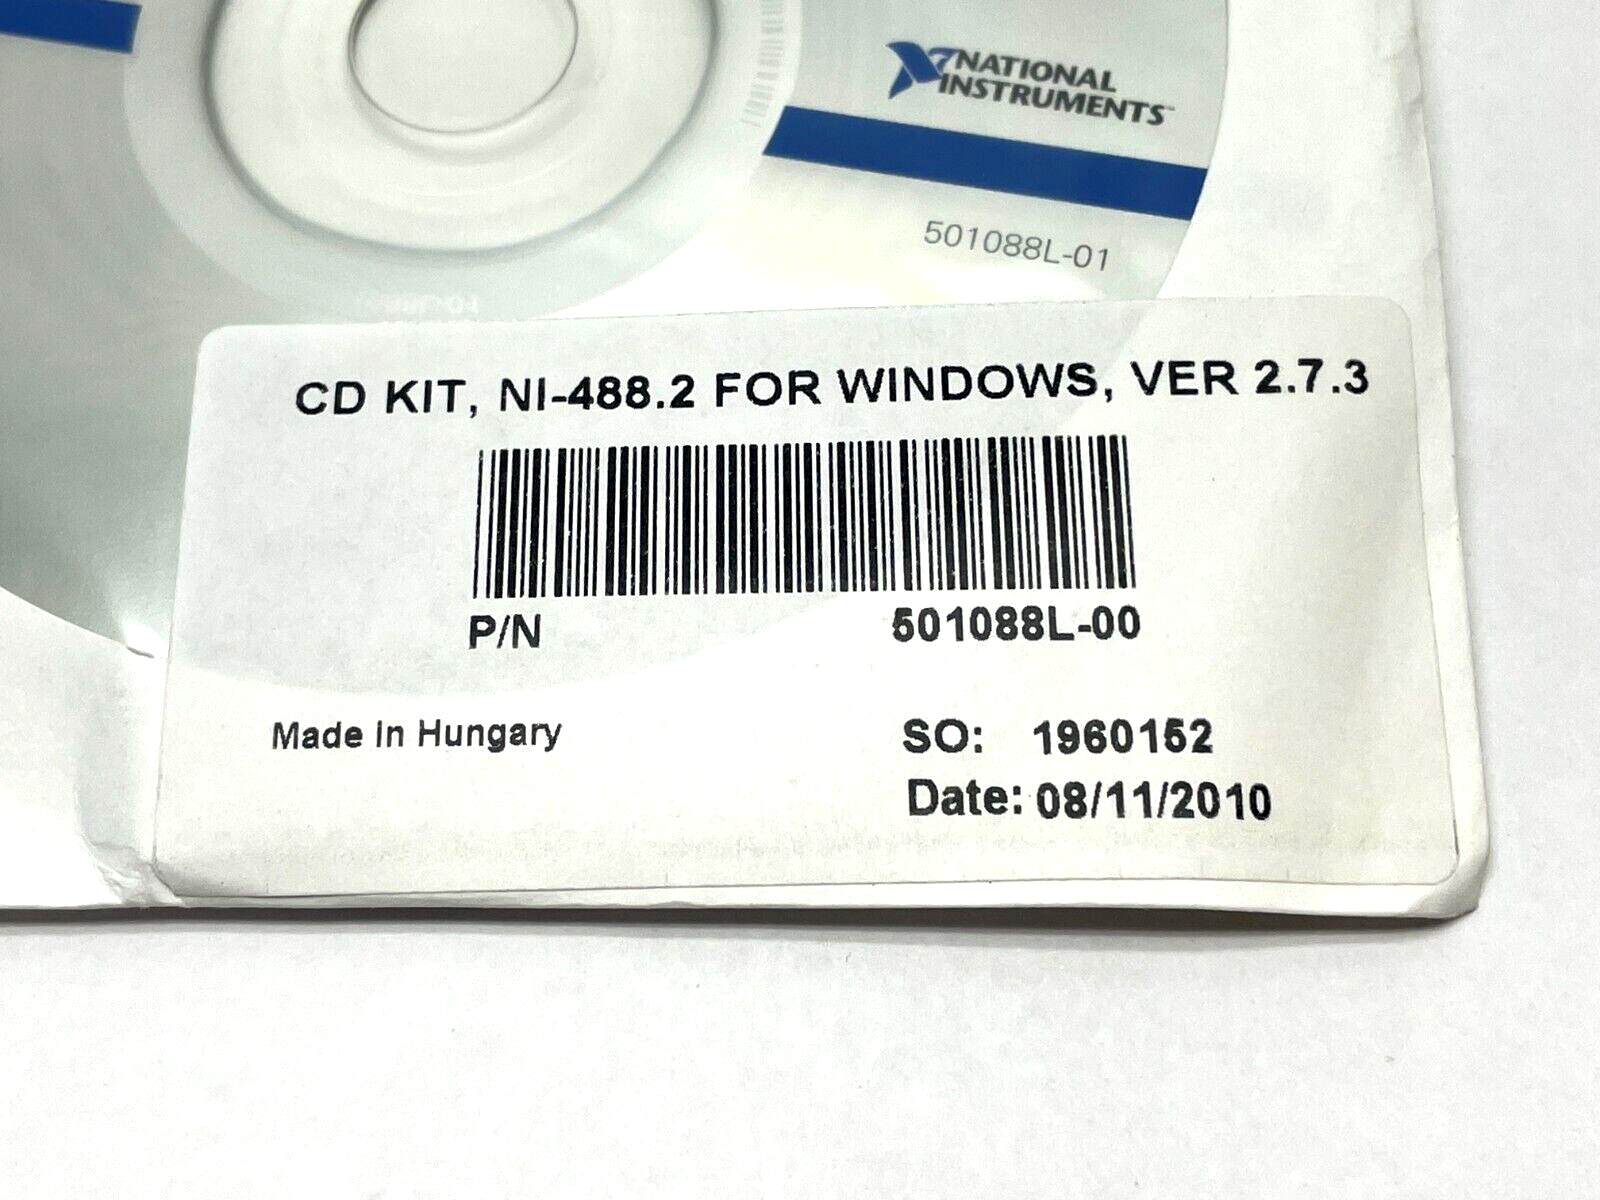 NATIONAL
INSTRUMENTS™
501088L-01
CD KIT, NI-488.2 FOR WINDOWS, VER 2.7.3
P/N 501088L-00
Made in Hungary
SO: 1960152
Date: 08/11/2010